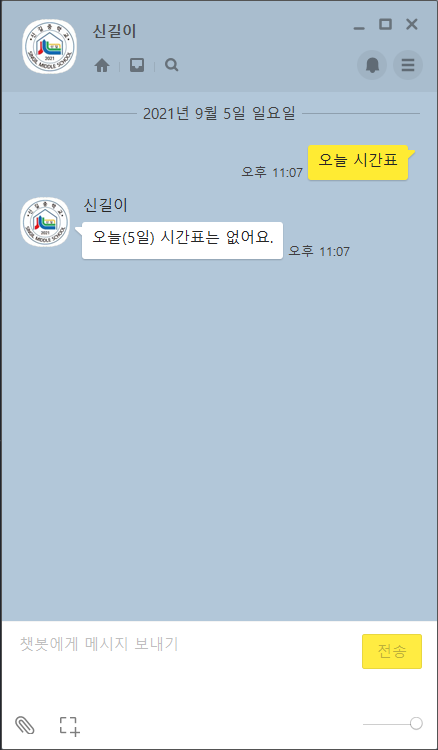 신길이
2021년 9월 5일 일요일
오늘 시간표
오후 11:07
신길이
오늘(5일) 시간표는 없어요.
오후 11:07
챗봇에게 메시지 보내기
전송